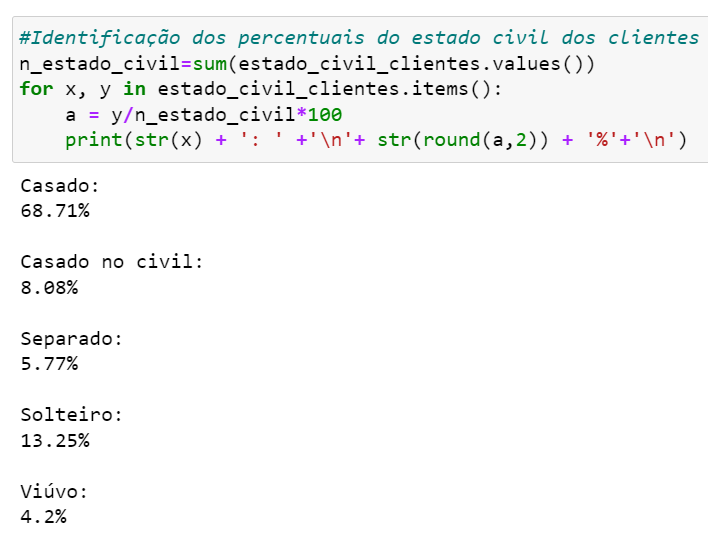 #Identificação dos percentuais do estado civil dos clientes
n_estado_civil=sum(estado_civil_clientes.values())
for x, y in estado_civil_clientes.items():
    a = y/n_estado_civil*100
    print(str(x) + ': ' +'\n'+ str(round(a,2)) + '%'+'\n')
Casado:
68.71%

Casado no civil:
8.08%

Separado:
5.77%

Solteiro:
13.25%

Viúvo:
4.2%